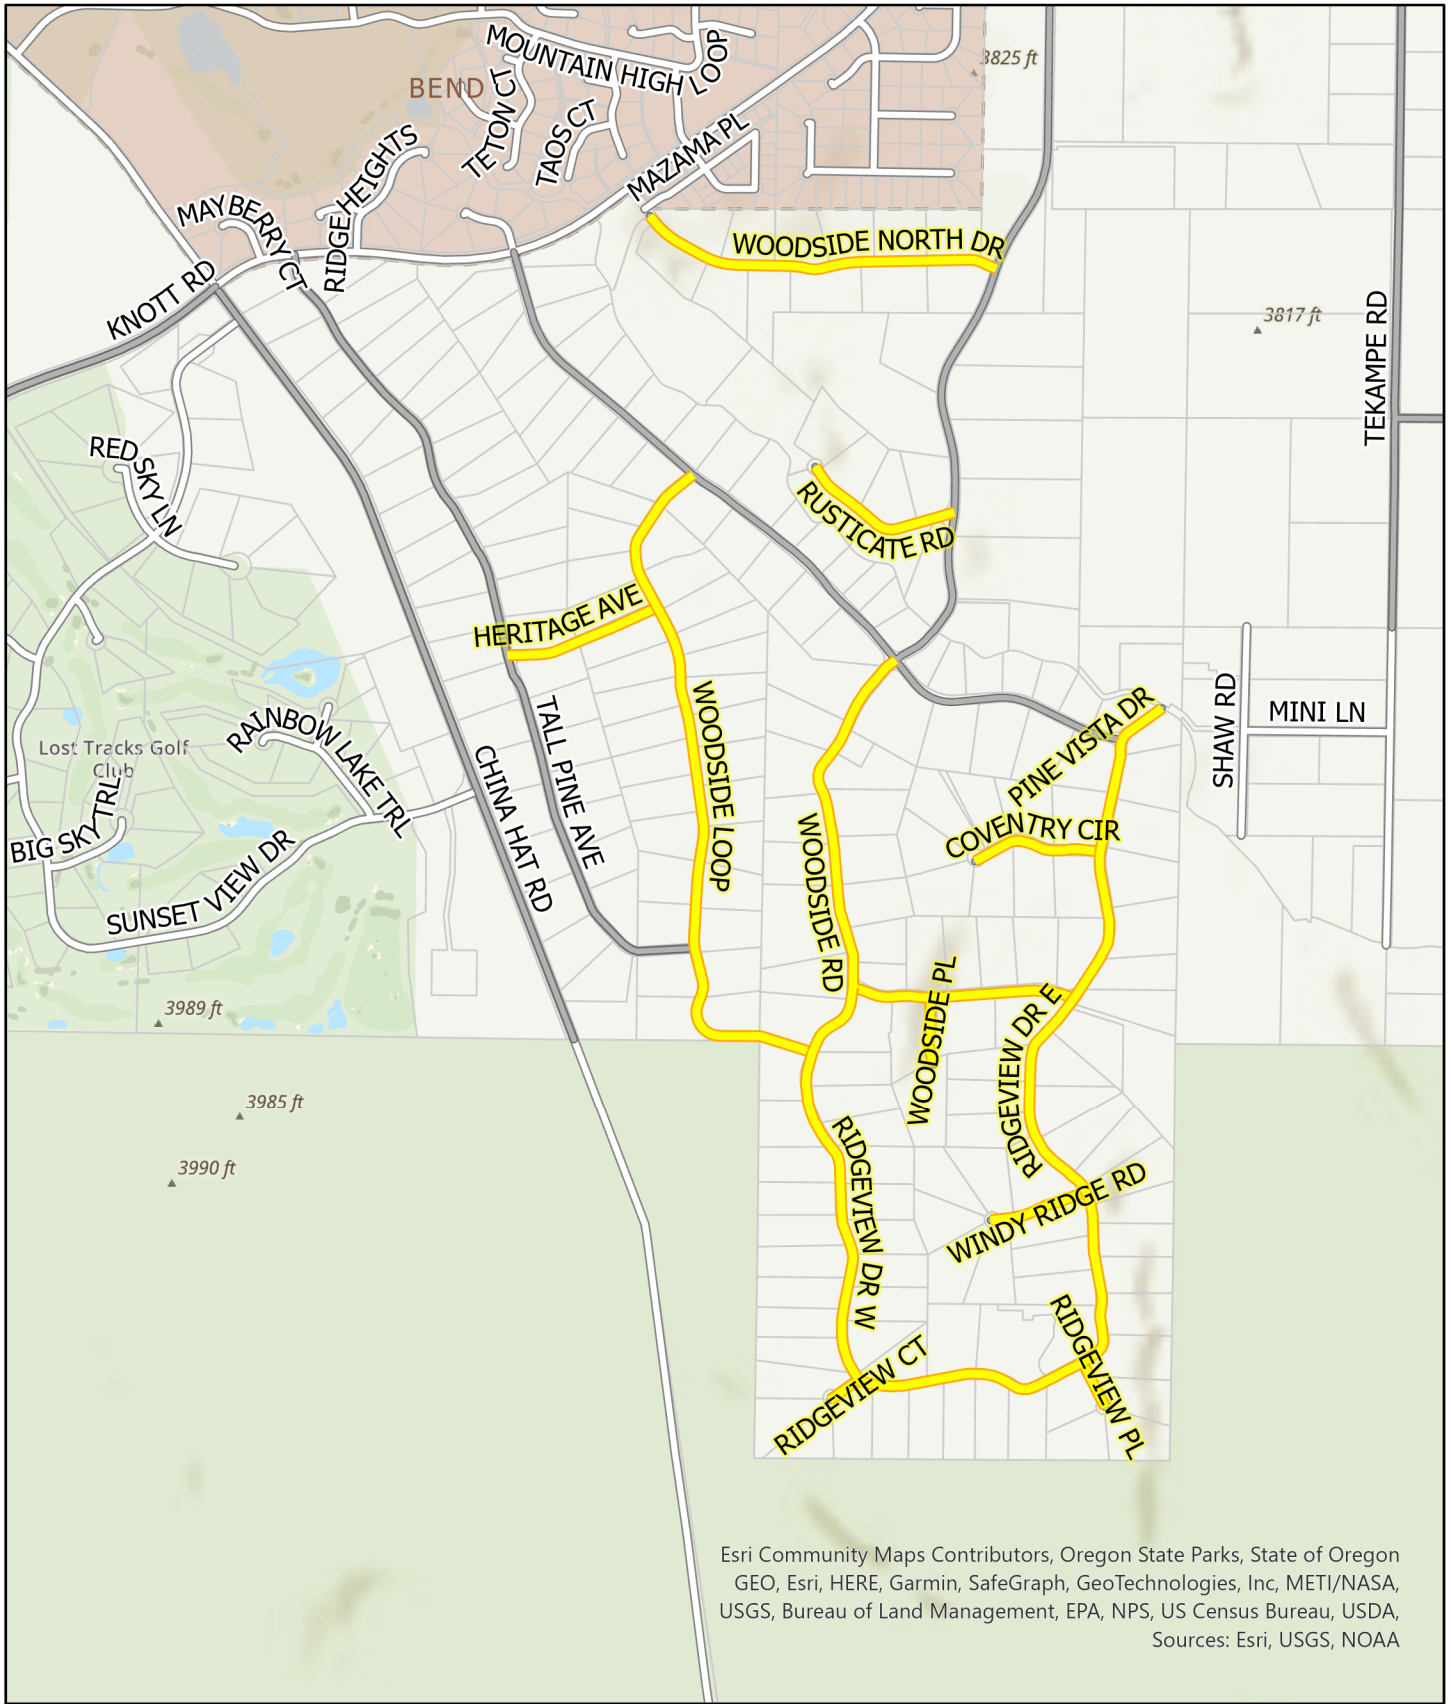 MOUNTAIN HIGH LOOP
3825 ft
BEND
TETON CT
TAOS CT
MAZAMA PL
RIDGE HEIGHTS
MAYBERRY CT
WOODSIDE NORTH DR
KNOTT RD
3817 ft
TEKAMPE RD
RED SKY LN
RUSTICATE RD
HERITAGE AVE
SHAW RD
MINI LN
PINE VISTA DR
RAINBOW LAKE TRL
Lost Tracks Golf
Club
TALL PINE AVE
CHINA HAT RD
WOODSIDE LOOP
WOODSIDE RD
COVENTRY CIR
BIG SKY TRL
SUNSET VIEW DR
WOODSIDE PL
RIDGEVIEW DR E
3989 ft
3985 ft
3990 ft
RIDGEVIEW DR W
WINDY RIDGE RD
RIDGEVIEW CT
RIDGEVIEW PL
Esri Community Maps Contributors, Oregon State Parks, State of Oregon
GEO, Esri, HERE, Garmin, SafeGraph, GeoTechnologies, Inc, METI/NASA,
USGS, Bureau of Land Management, EPA, NPS, US Census Bureau, USDA,
Sources: Esri, USGS, NOAA